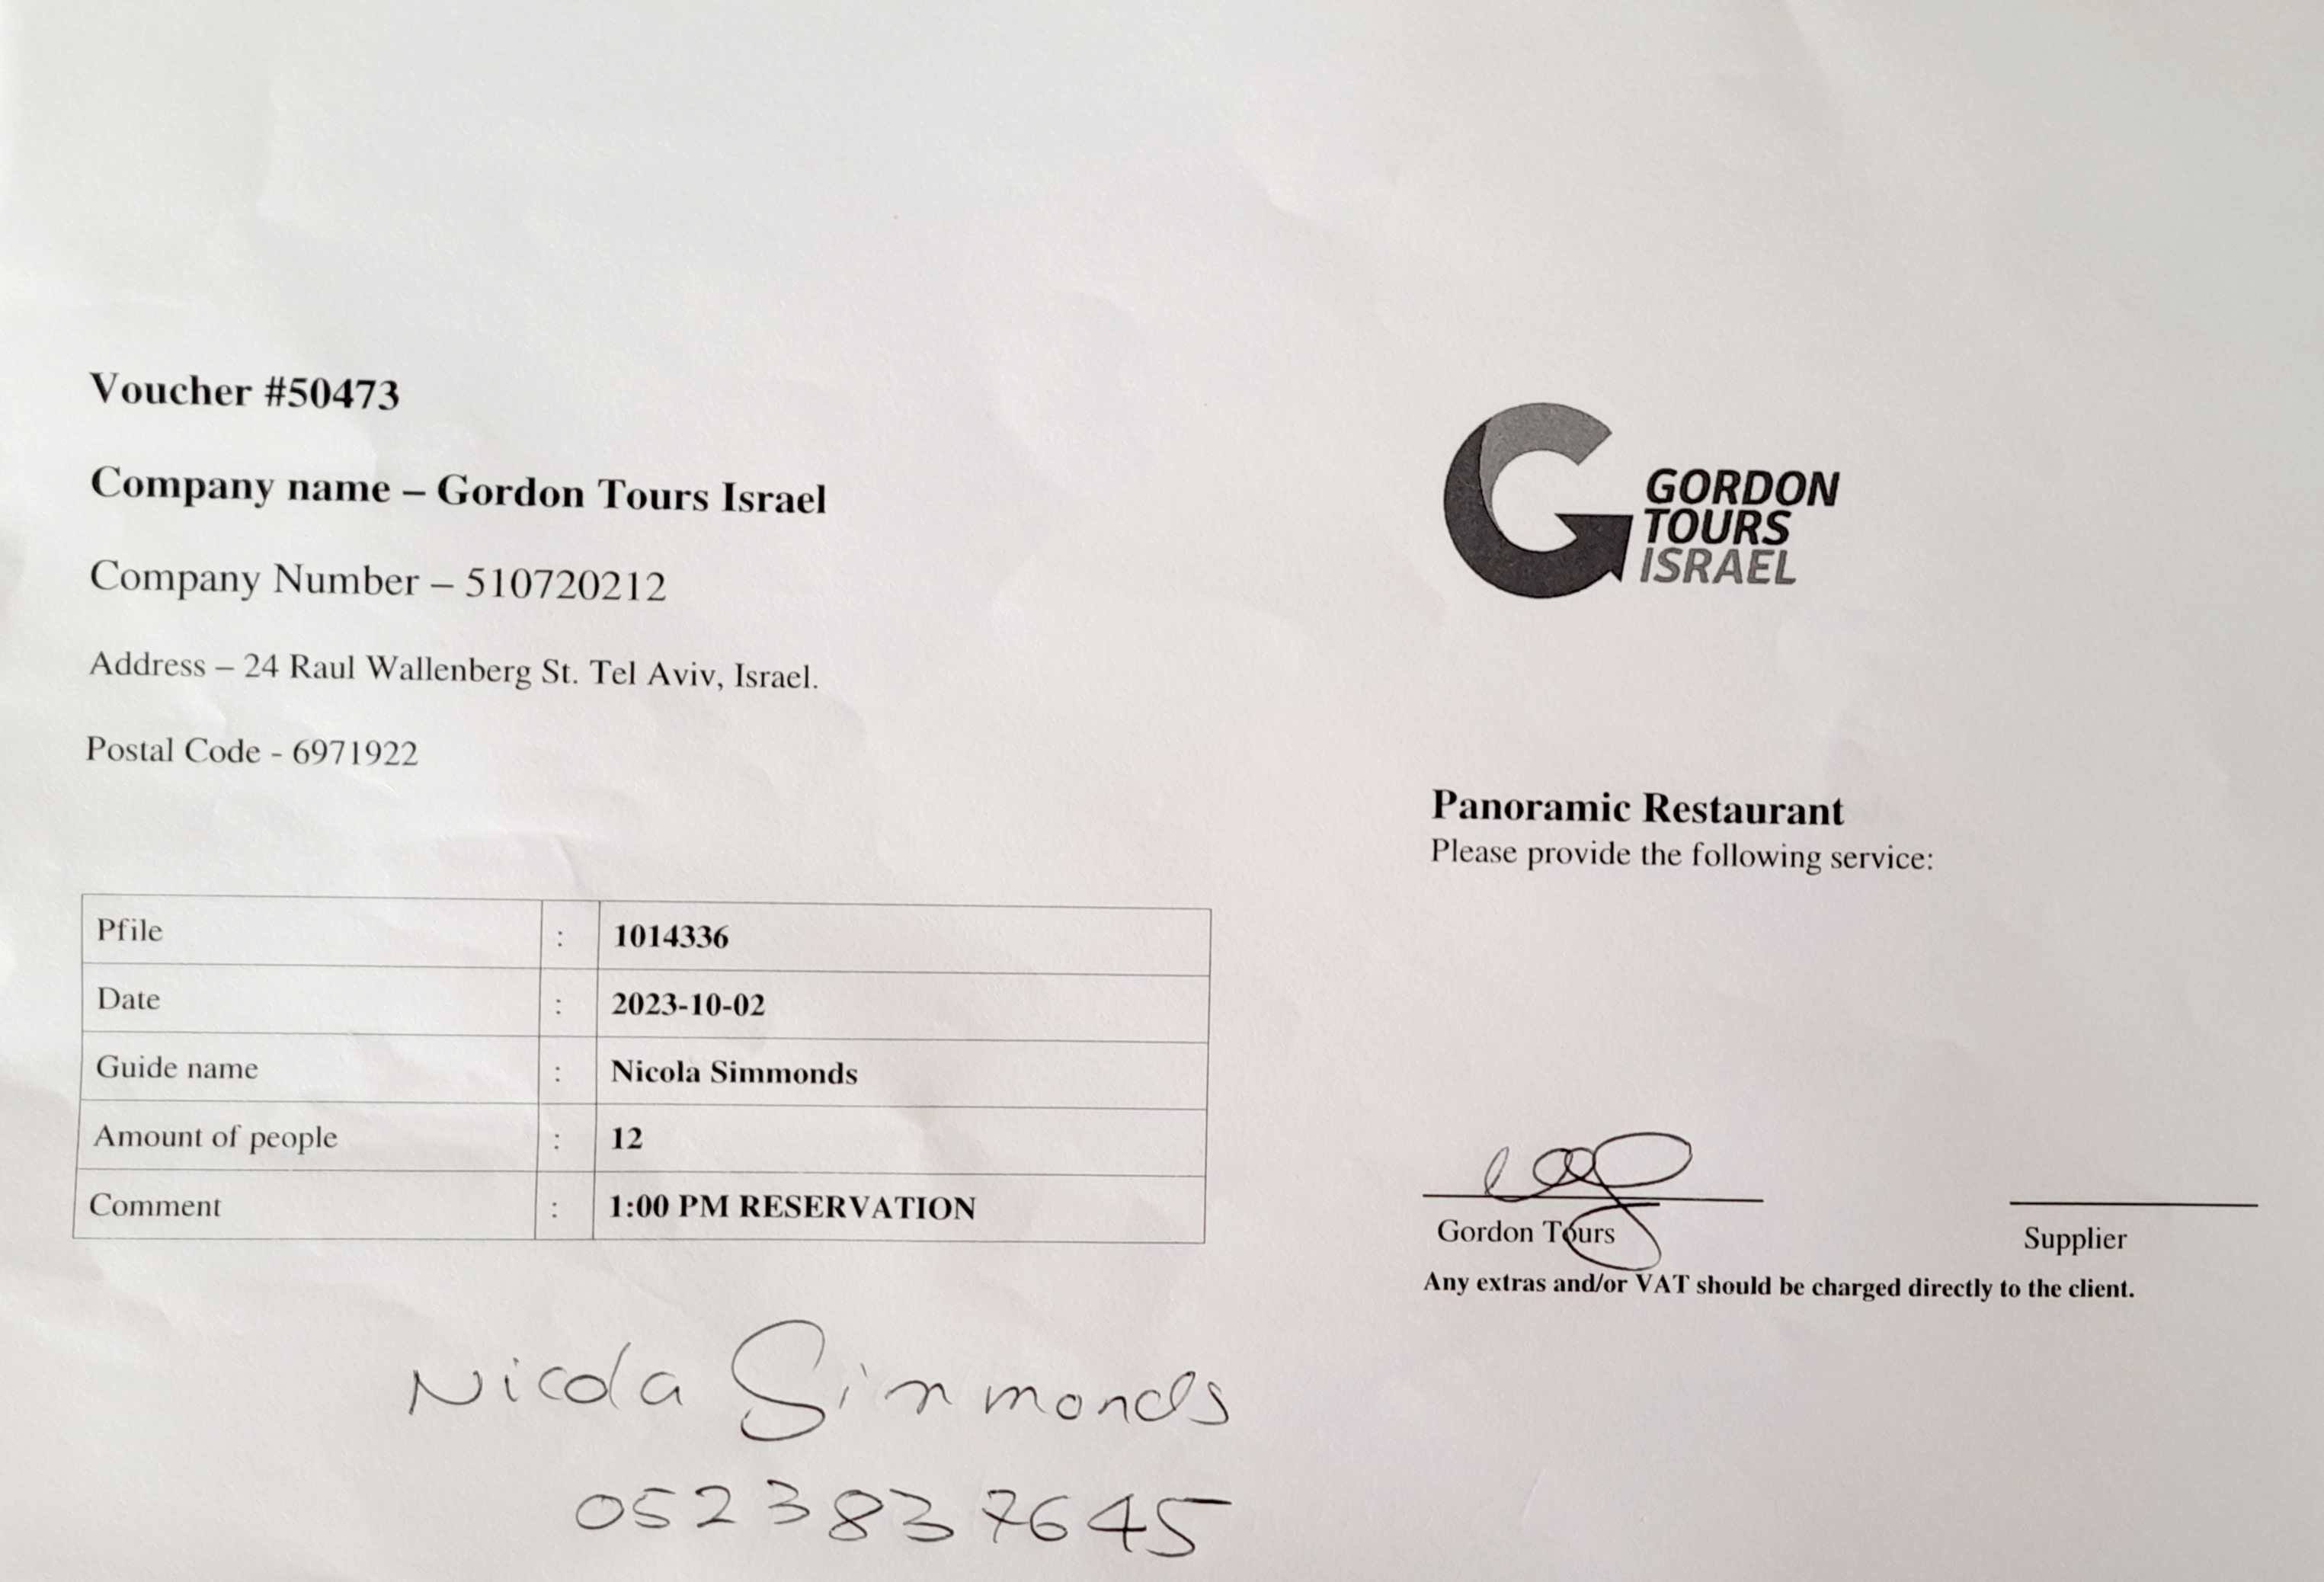 Voucher #50473
Company name – Gordon Tours Israel
Company Number – 510720212
Address – 24 Raul Wallenberg St. Tel Aviv, Israel.
Postal Code - 6971922
GORDON
TOURS
ISRAEL
Panoramic Restaurant
Please provide the following service:
Pfile : 1014336
Date : 2023-10-02
Guide name : Nicola Simmonds
Amount of people : 12
Comment : 1:00 PM RESERVATION
Gordon Tours
Supplier
Any extras and/or VAT should be charged directly to the client.
Nicola Simmonds
0523837645